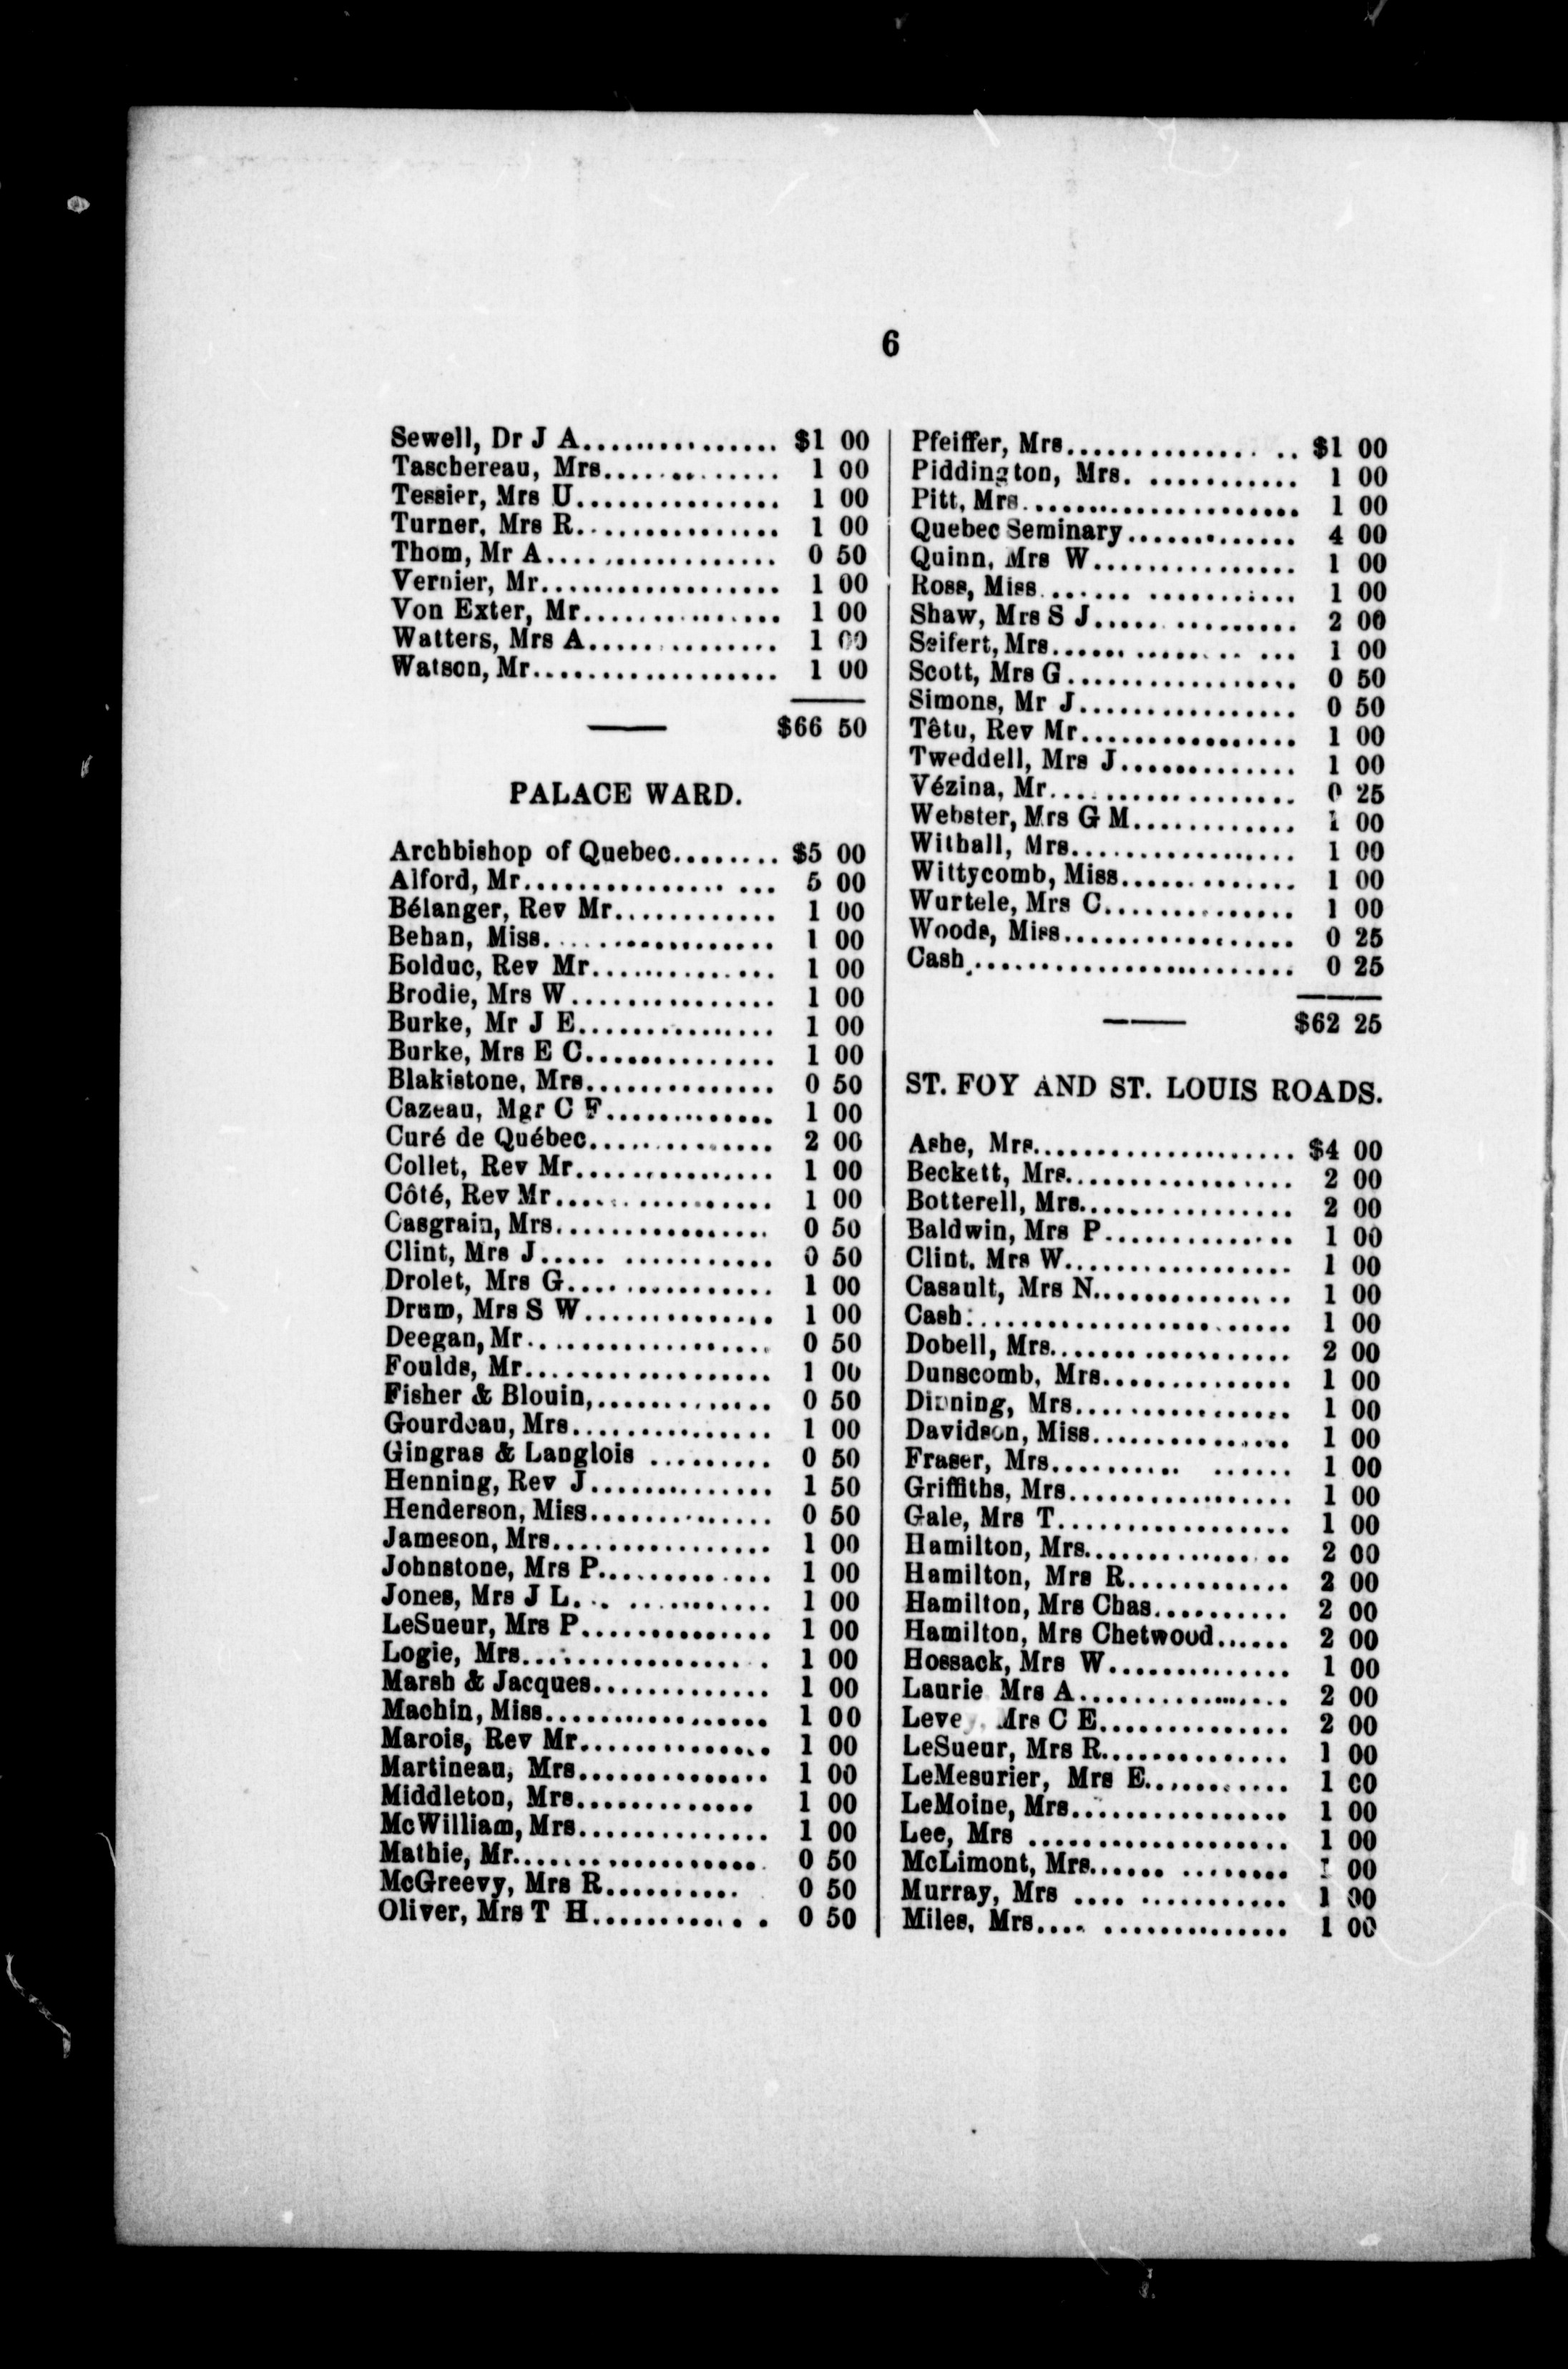 6
Sewell, Dr J A................ $1 00
Taschereau, Mrs............. 1 00
Tessier, Mrs U................ 1 00
Turner, Mrs R................ 1 00
Thom, Mr A................... 0 50
Vernier, Mr................... 1 00
Von Exter, Mr................ 1 00
Watters, Mrs A............... 1 00
Watson, Mr................... 1 00
$66 50
PALACE WARD.
Archbishop of Quebec........ $5 00
Alford, Mr................... 5 00
Bélanger, Rev Mr............ 1 00
Behan, Miss.................. 1 00
Bolduc, Rev Mr.............. 1 00
Brodie, Mrs W............... 1 00
Burke, Mr J E............... 1 00
Burke, Mrs E C............... 1 00
Blakistone, Mrs.............. 0 50
Cazeau, Mgr C F............. 1 00
Curé de Québec.............. 2 00
Collet, Rev Mr................ 1 00
Côté, Rev Mr................. 1 00
Casgrain, Mrs................. 0 50
Clint, Mrs J................. 0 50
Drolet, Mrs G................ 1 00
Drum, Mrs S W.............. 1 00
Deegan, Mr................... 0 50
Foulds, Mr................... 1 00
Fisher & Blouin,............. 0 50
Gourdeau, Mrs............... 1 00
Gingras & Langlois ......... 0 50
Henning, Rev J.............. 1 50
Henderson, Miss.............. 0 50
Jameson, Mrs................. 1 00
Johnstone, Mrs P............. 1 00
Jones, Mrs J L............... 1 00
LeSueur, Mrs P............... 1 00
Logie, Mrs................... 1 00
Marsh & Jacques............. 1 00
Machin, Miss................. 1 00
Marois, Rev Mr.............. 1 00
Martineau, Mrs.............. 1 00
Middleton, Mrs............. 1 00
McWilliam, Mrs.............. 1 00
Mathie, Mr................... 0 50
McGreevy, Mrs R.......... 0 50
Oliver, Mrs T H............. 0 50
Pfeiffer, Mrs................ $1 00
Piddington, Mrs. ........... 1 00
Pitt, Mrs..................... 1 00
Quebec Seminary............. 4 00
Quinn, Mrs W............... 1 00
Ross, Miss................... 1 00
Shaw, Mrs S J............... 2 00
Seifert, Mrs.................. 1 00
Scott, Mrs G................. 0 50
Simons, Mr J................ 0 50
Têtu, Rev Mr................ 1 00
Tweddell, Mrs J.............. 1 00
Vézina, Mr................... 0 25
Webster, Mrs G M............ 1 00
Withall, Mrs................. 1 00
Wittycomb, Miss............. 1 00
Wurtele, Mrs C.............. 1 00
Woods, Miss................. 0 25
Cash......................... 0 25
$62 25
ST. FOY AND ST. LOUIS ROADS.
Ashe, Mrs.................... $4 00
Beckett, Mrs................. 2 00
Botterell, Mrs................ 2 00
Baldwin, Mrs P.............. 1 00
Clint, Mrs W................. 1 00
Casault, Mrs N............... 1 00
Cash:........................ 1 00
Dobell, Mrs.................. 2 00
Dunscomb, Mrs.............. 1 00
Dinning, Mrs................ 1 00
Davidson, Miss............... 1 00
Fraser, Mrs.......... ...... 1 00
Griffiths, Mrs................. 1 00
Gale, Mrs T.................. 1 00
Hamilton, Mrs............... 2 00
Hamilton, Mrs R............ 2 00
Hamilton, Mrs Chas.......... 2 00
Hamilton, Mrs Chetwood...... 2 00
Hossack, Mrs W.............. 1 00
Laurie Mrs A................ 2 00
Leve Mrs C E.............. 2 00
LeSueur, Mrs R.............. 1 00
LeMesurier, Mrs E........... 1 00
LeMoine, Mrs................ 1 00
Lee, Mrs ................... 1 00
McLimont, Mrs...... ........ 1 00
Murray, Mrs .... ........... 1 00
Miles, Mrs.... .............. 1 00